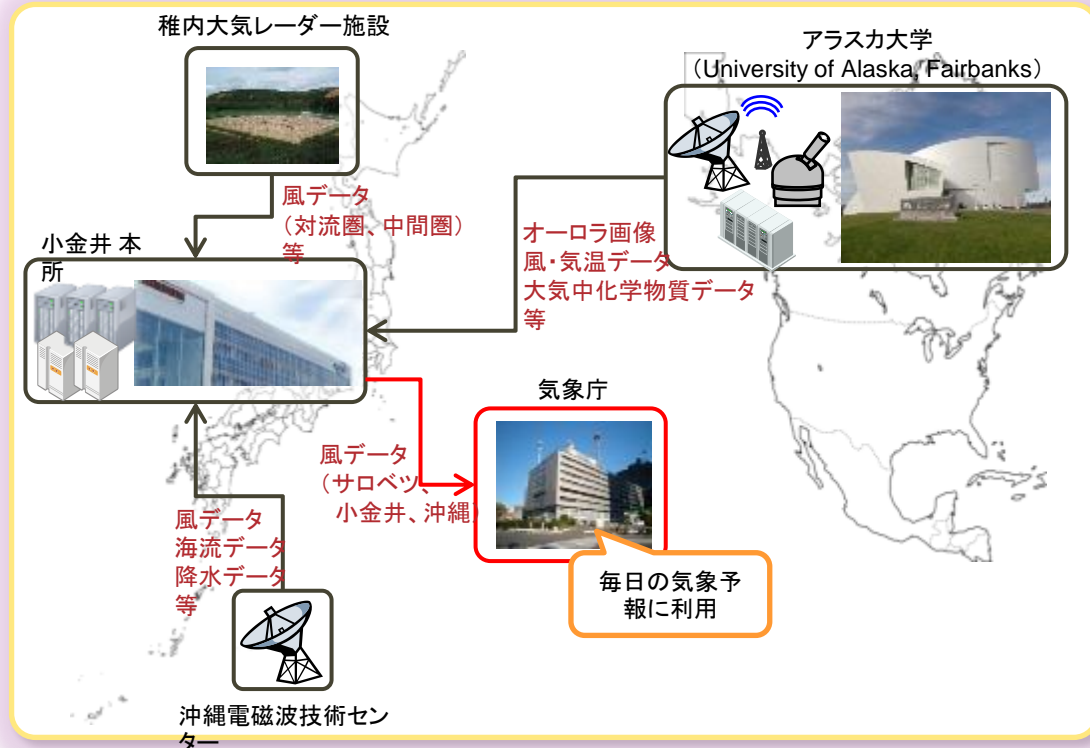 稚内大気レーダー施設
アラスカ大学
（University of Alaska, Fairbanks）
風データ
（対流圏、中間圏）
等
小金井 本
所
オーロラ画像
風・気温データ
大気中化学物質データ
等
気象庁
風データ
（サロベツ、
小金井、沖縄）
風データ
海流データ
降水データ
等
毎日の気象予
報に利用
沖縄電磁波技術セン
ター